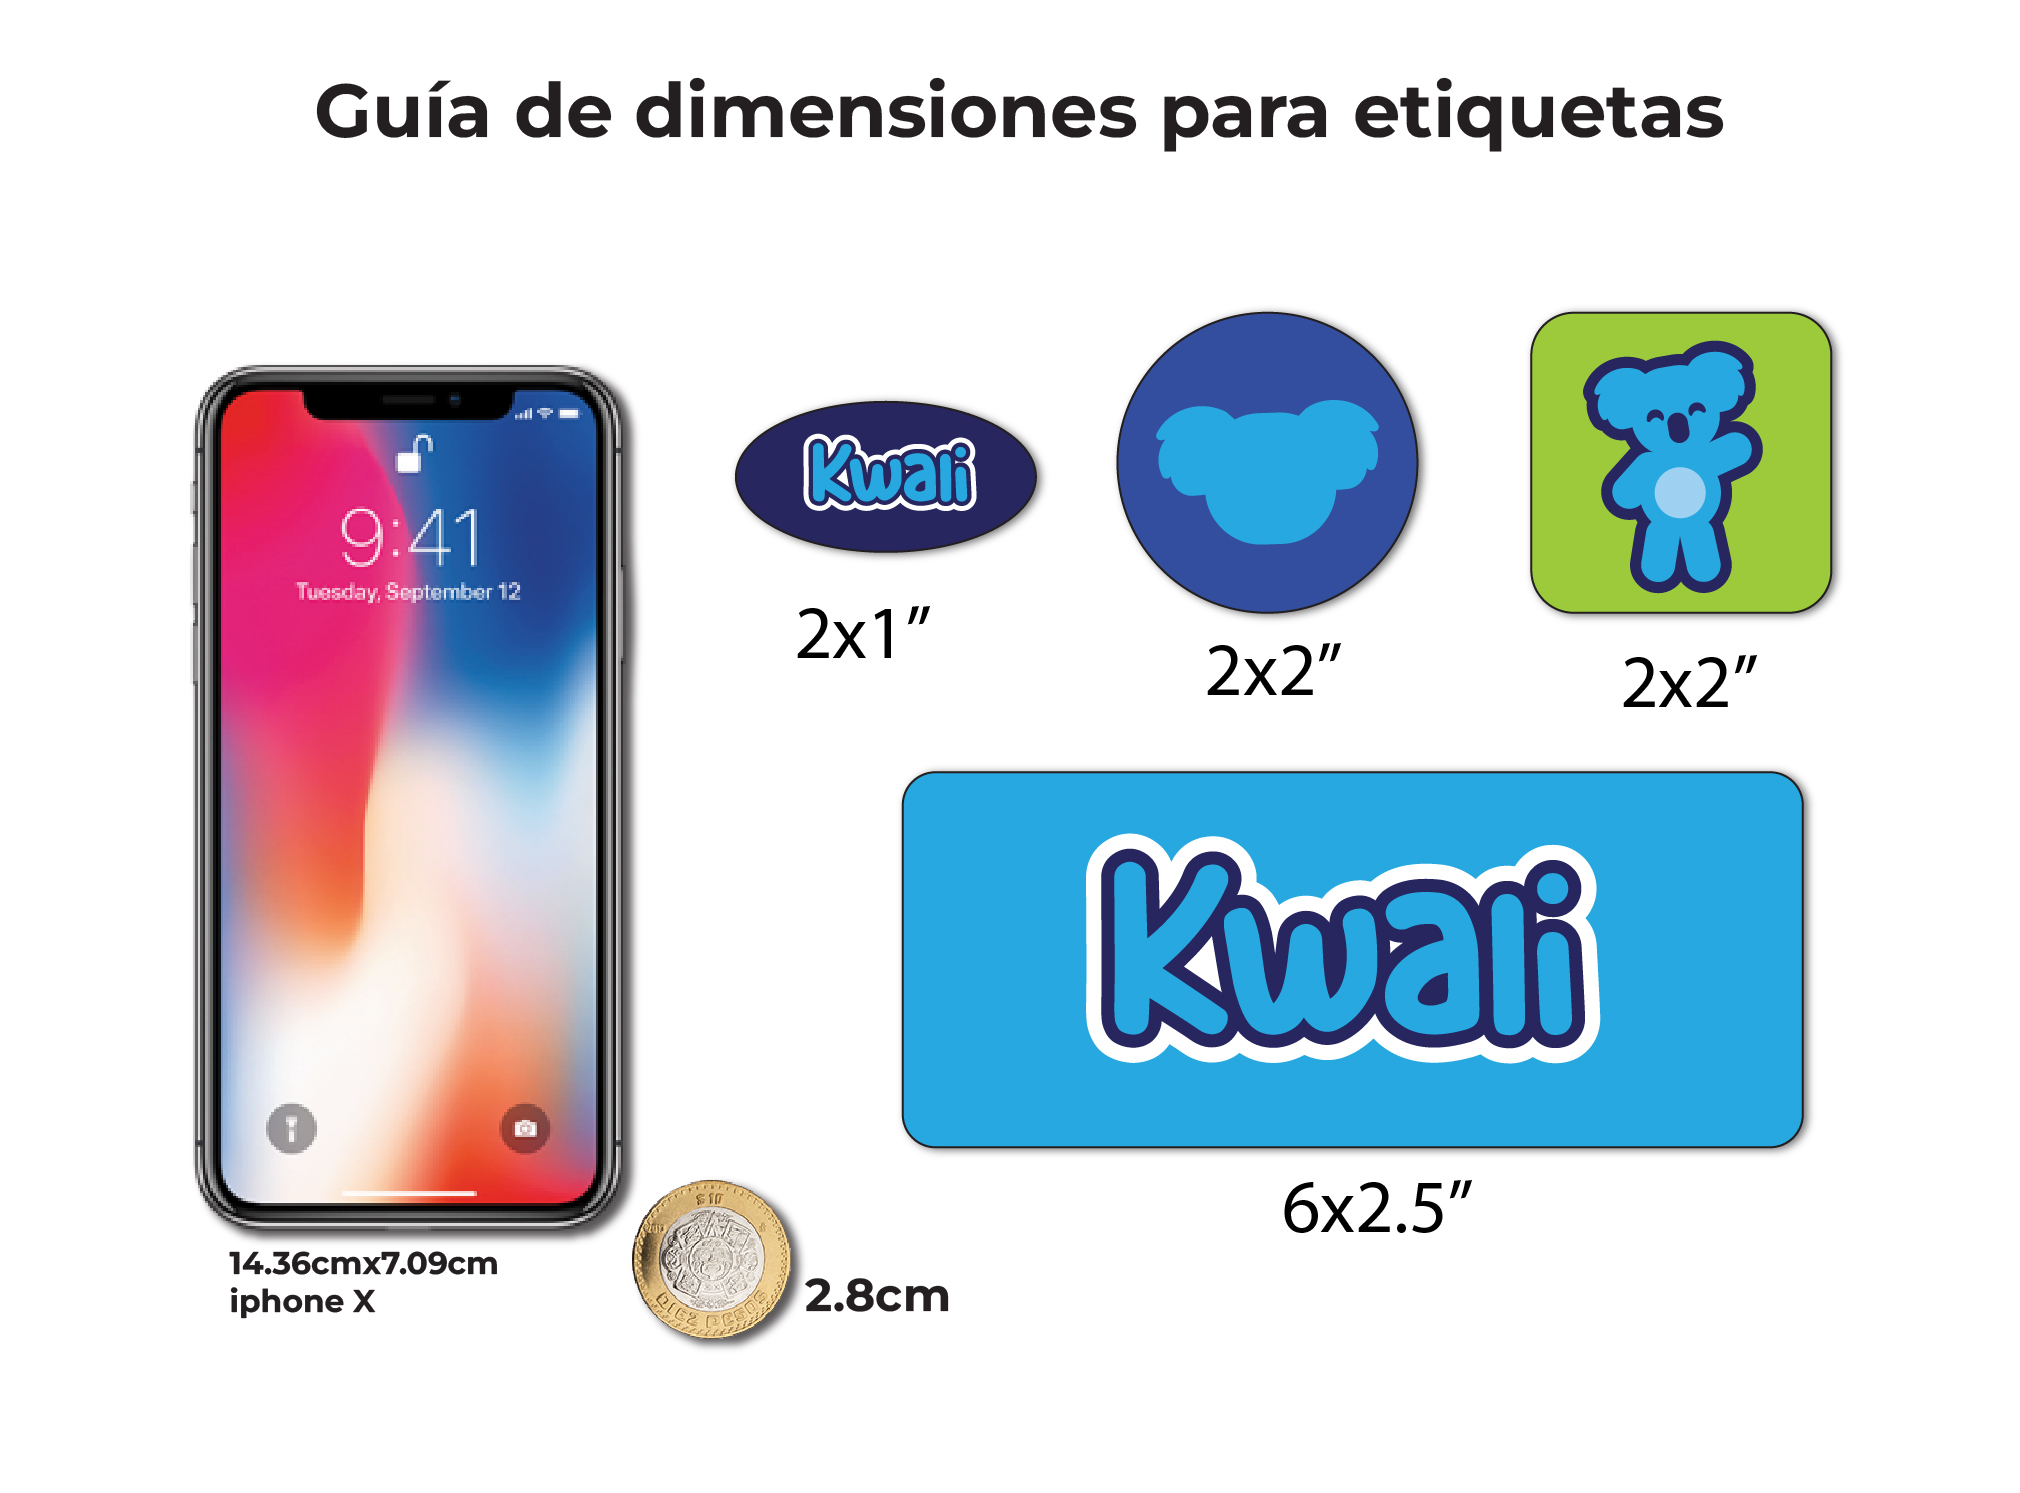 Guía de dimensiones para etiquetas
9:41
Tuesday, September 12
Kwali
2x1”
2x2”
2x2”
Kwali
6x2.5”
14.36cmx7.09cm
iphone X
$10
DIEZ PESOS
2.8cm